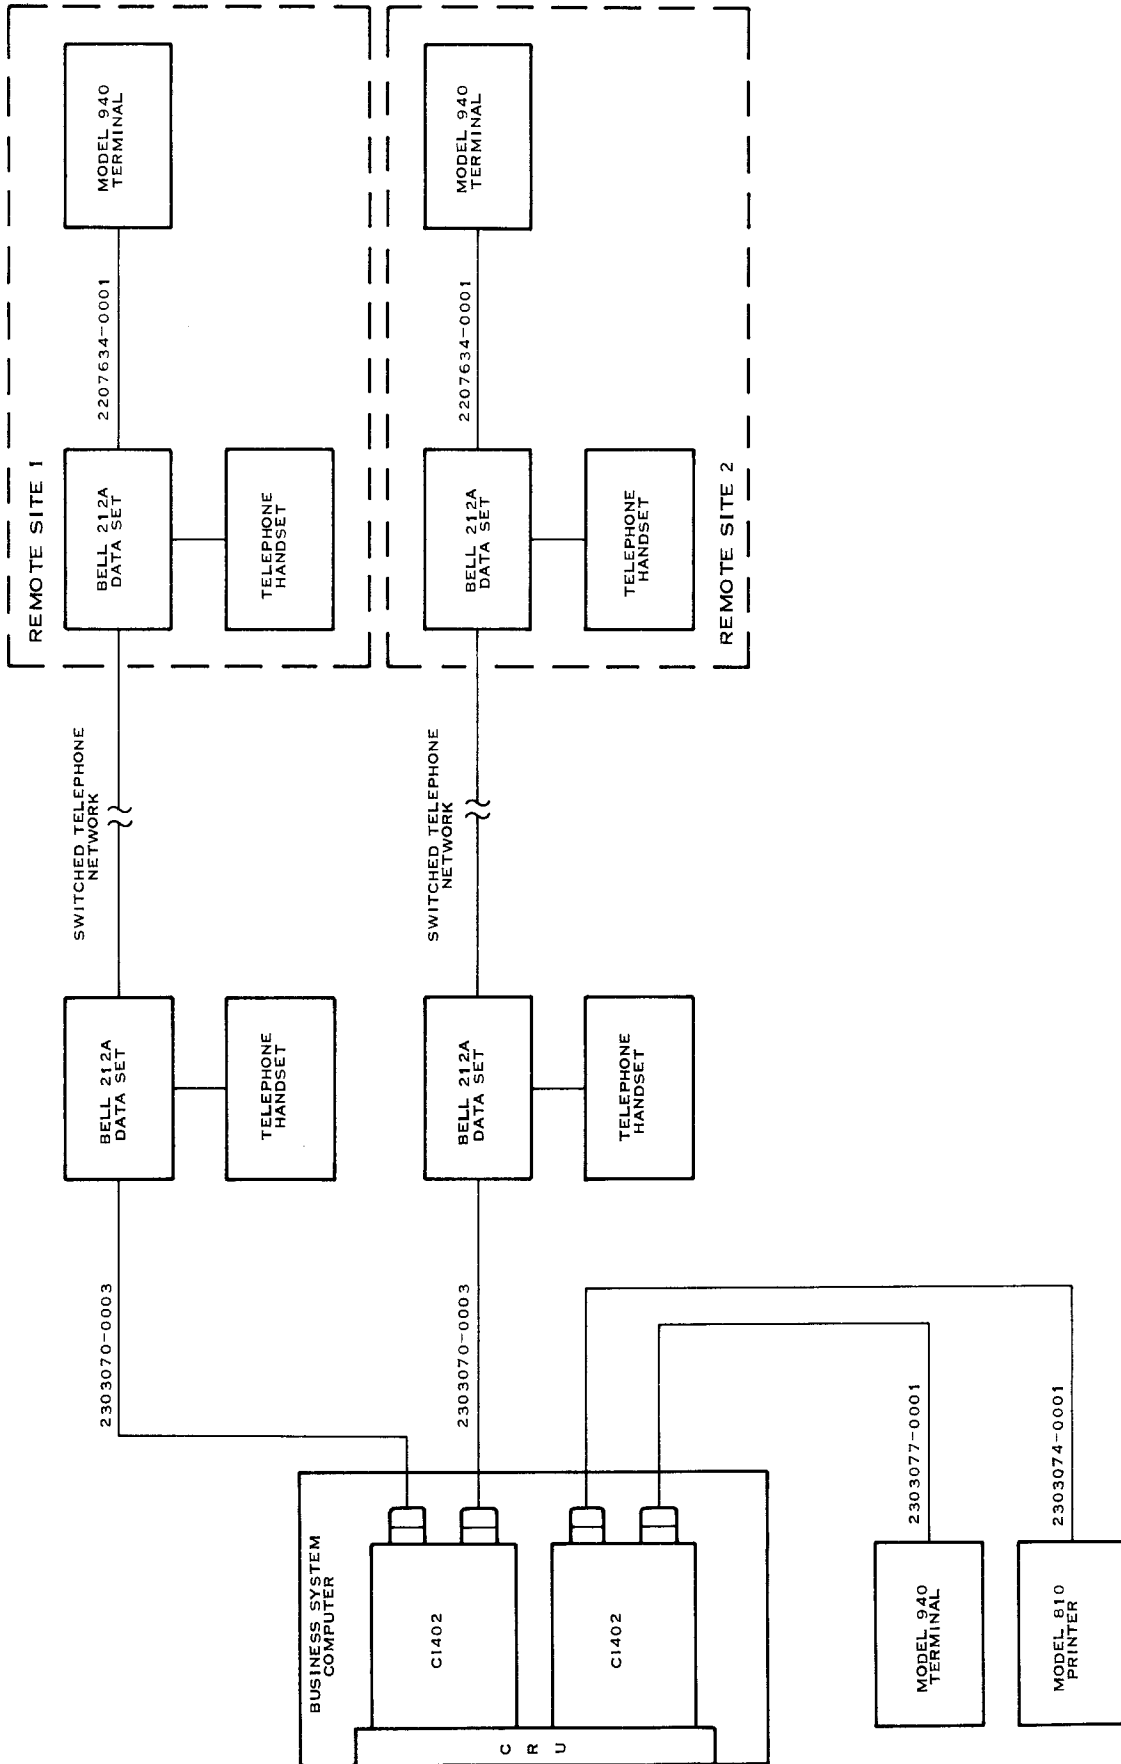 BUSINESS SYSTEM
COMPUTER
C
R
U
CI402
CI402
2303070-0003
BELL 212A
DATA SET
TELEPHONE
HANDSET
SWITCHED TELEPHONE
NETWORK
REMOTE SITE 1
BELL 212A
DATA SET
TELEPHONE
HANDSET
2207634-0001
MODEL 940
TERMINAL
2303070-0003
BELL 212A
DATA SET
TELEPHONE
HANDSET
SWITCHED TELEPHONE
NETWORK
BELL 212A
DATA SET
TELEPHONE
HANDSET
REMOTE SITE 2
2207634-0001
MODEL 940
TERMINAL
2303077-0001
MODEL 940
TERMINAL
2303074-0001
MODEL 810
PRINTER